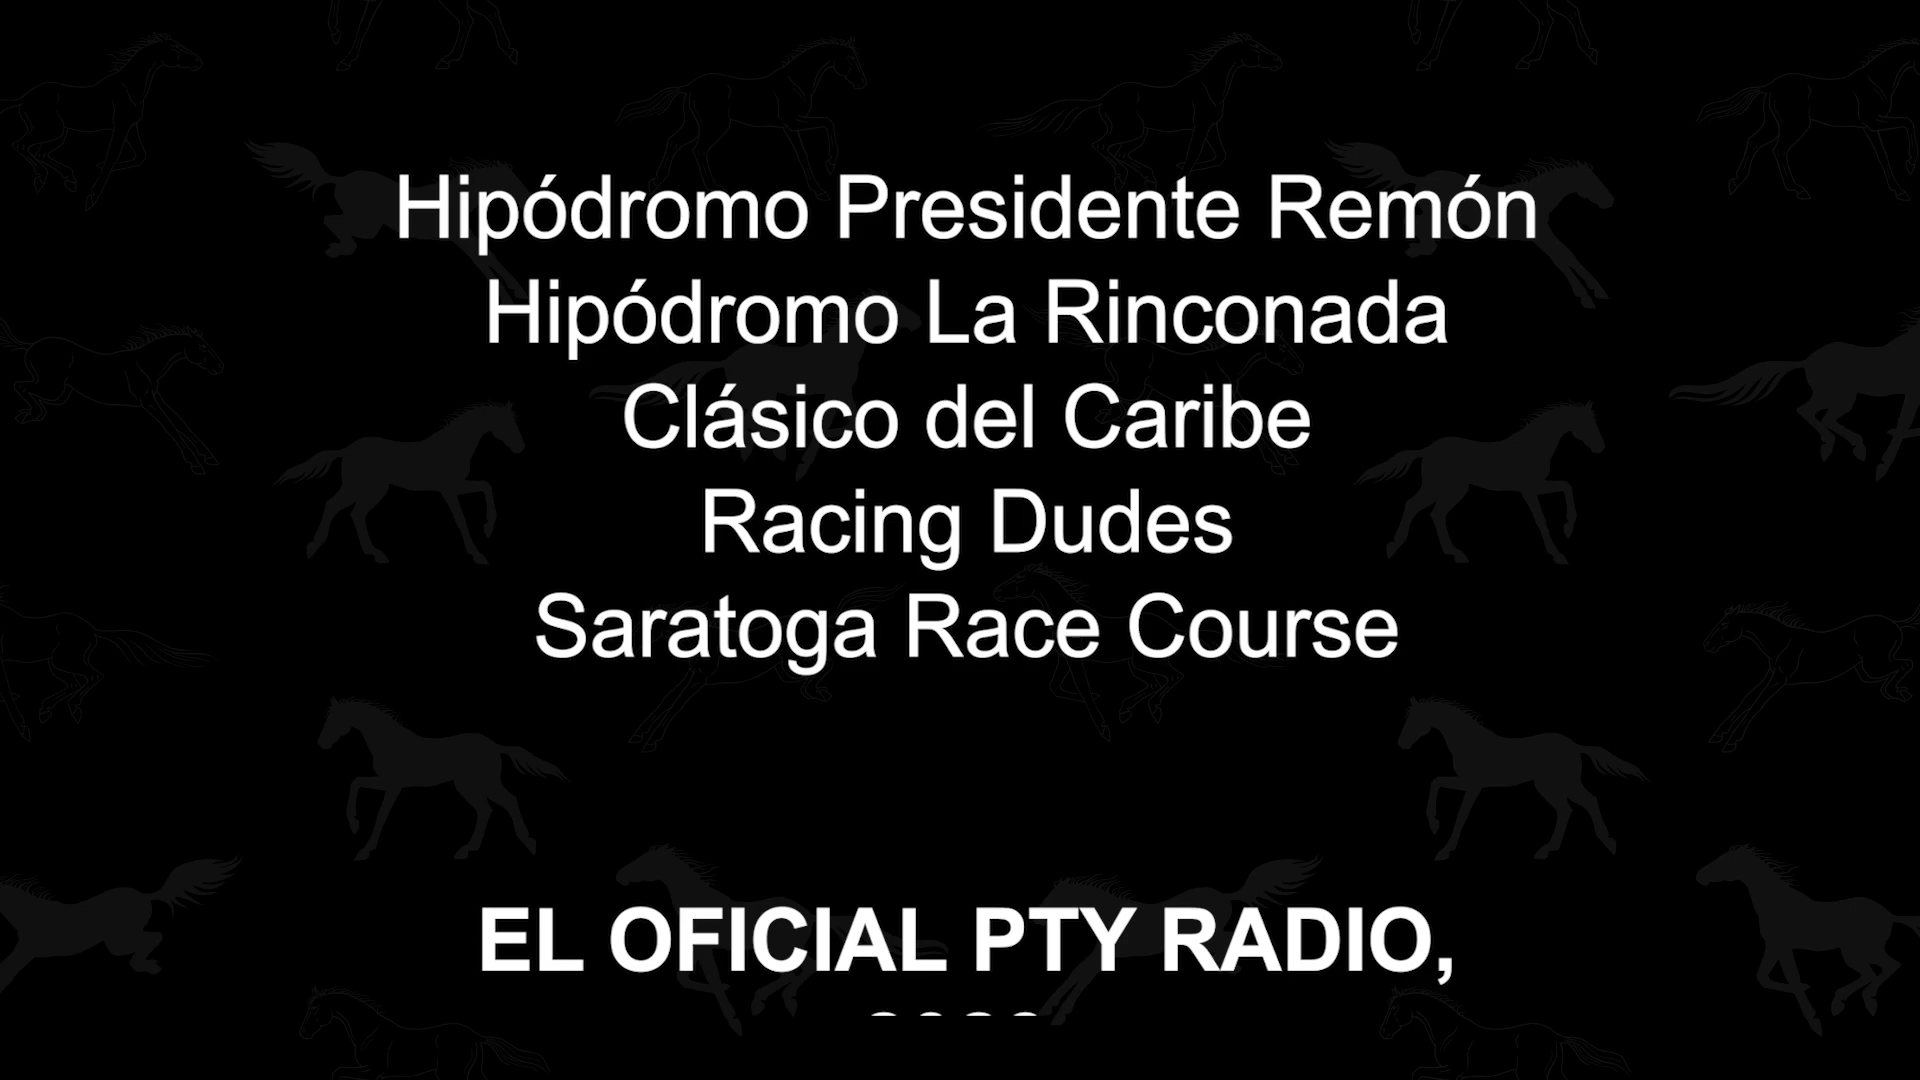 Hipódromo Presidente Remón
Hipódromo La Rinconada
Clásico del Caribe
Racing Dudes
Saratoga Race Course
EL OFICIAL PTY RADIO,